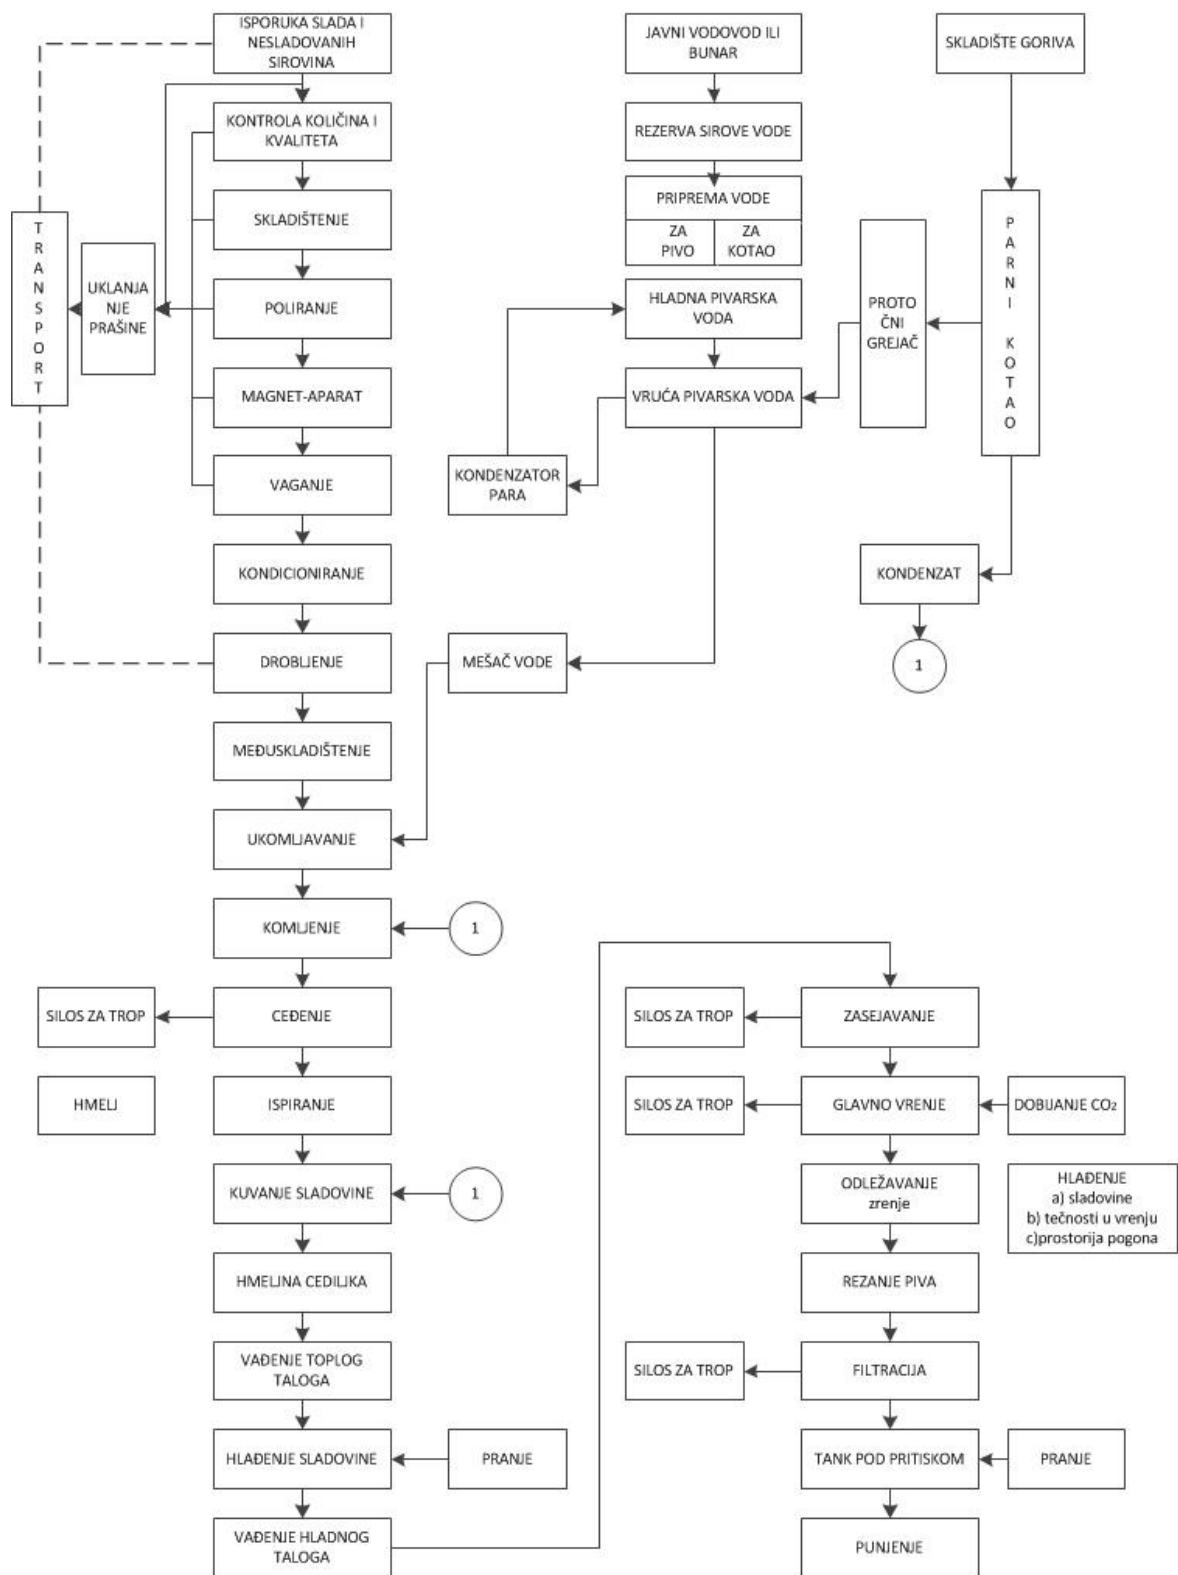 ISPORUKA SLADA I
NESLADOVANIH
SIROVINA
KONTROLA KOLIČINA I
KVALITETA
SKLADIŠTENJE
POLIRANJE
MAGNET-APARAT
VAGANJE
KONDICIONIRANJE
DROBLJENJE
MEĐUSKLADIŠTENJE
UKOMLJAVANJE
KOMLJENJE
CEĐENJE
ISPIRANJE
KUVANJE SLADOVINE
HMELJNA CEDILJKA
VAĐENJE TOPLOG
TALOGA
HLAĐENJE SLADOVINE
VAĐENJE HLADNOG
TALOGA
TRANSPORT
UKLANJA
NJE
PRAŠINE
SILOS ZA TROP
HMELJ
JAVNI VODOVOD ILI
BUNAR
REZERVA SIROVE VODE
PRIPREMA VODE
ZA
PIVO
ZA
KOTAO
HLADNA PIVARSKA
VODA
VRUĆA PIVARSKA VODA
KONDENZATOR
PARA
MEŠAČ VODE
1
1
PRANJE
SKLADIŠTE GORIVA
PARNI KOTAO
PROTO
ČNI
GREJAČ
KONDENZAT
1
ZASEJAVANJE
SILOS ZA TROP
GLAVNO VRENJE
SILOS ZA TROP
DOBIJANJE CO₂
ODLEŽAVANJE
zrenje
HLAĐENJE
a) sladovine
b) tečnosti u vrenju
c)prostorija pogona
REZANJE PIVA
FILTRACIJA
SILOS ZA TROP
TANK POD PRITISKOM
PRANJE
PUNJENJE